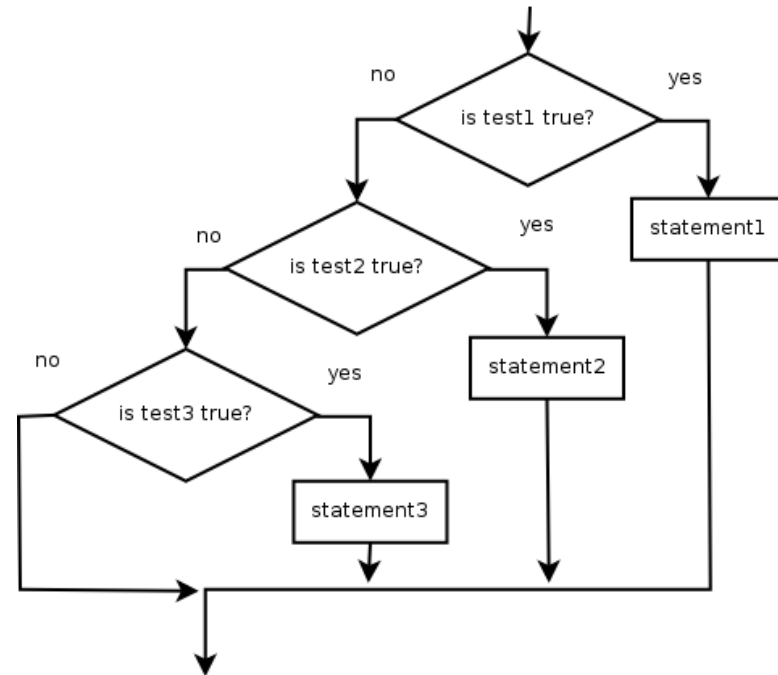 no
yes
is test1 true?
statement1
no
yes
is test2 true?
statement2
no
yes
is test3 true?
statement3